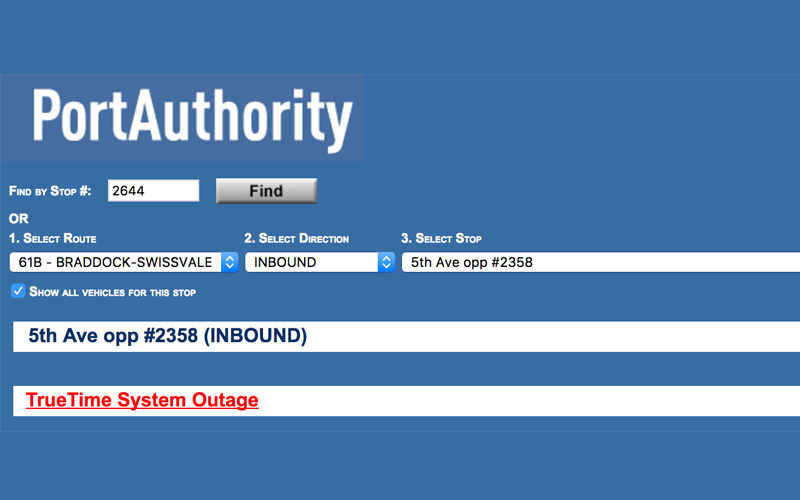 PortAuthority
Find by Stop #: 2644 Find
OR
1. Select Route 2. Select Direction 3. Select Stop
61B - BRADDOCK-SWISSVALE INBOUND 5th Ave opp #2358
Show all vehicles for this stop
5th Ave opp #2358 (INBOUND)
TrueTime System Outage